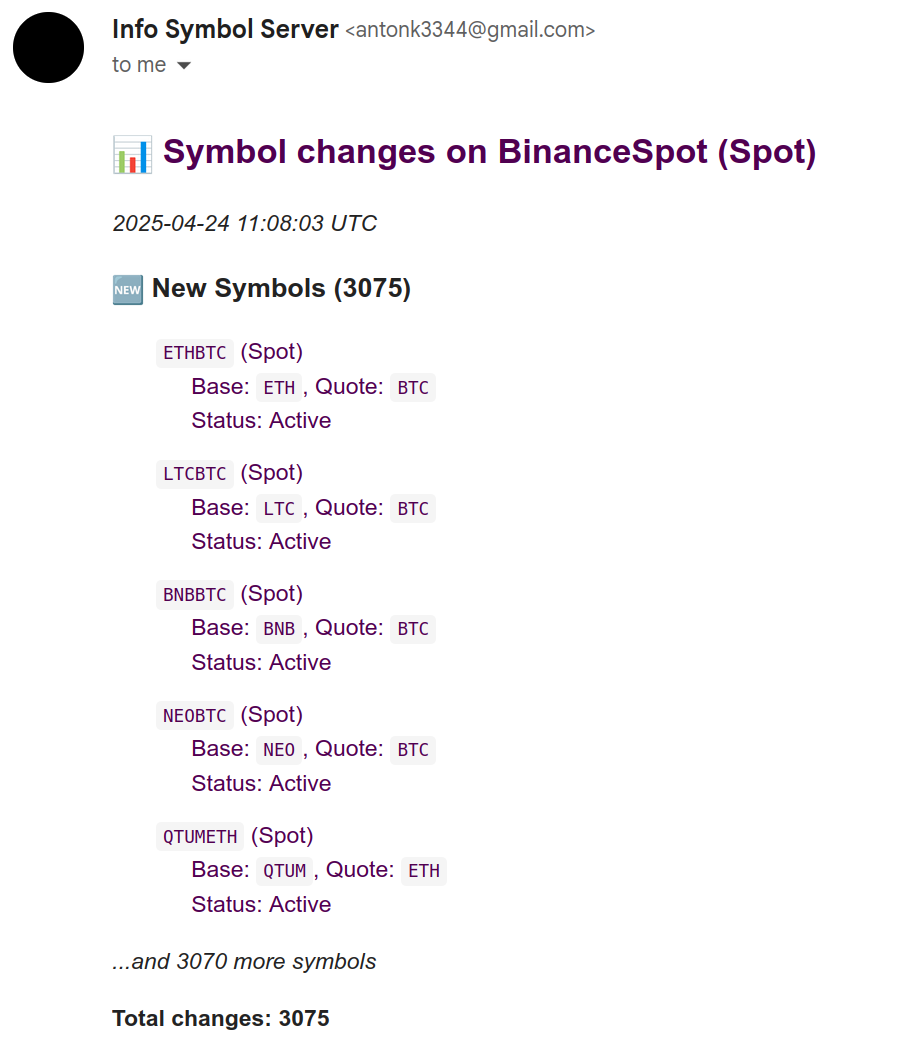 Info Symbol Server <antonk3344@gmail.com>
to me
📊 Symbol changes on BinanceSpot (Spot)
2025-04-24 11:08:03 UTC
🆕 New Symbols (3075)
ETHBTC (Spot)
Base: ETH , Quote: BTC
Status: Active
LTCBTC (Spot)
Base: LTC , Quote: BTC
Status: Active
BNBBTC (Spot)
Base: BNB , Quote: BTC
Status: Active
NEOBTC (Spot)
Base: NEO , Quote: BTC
Status: Active
QTUMETH (Spot)
Base: QTUM , Quote: ETH
Status: Active
...and 3070 more symbols
Total changes: 3075